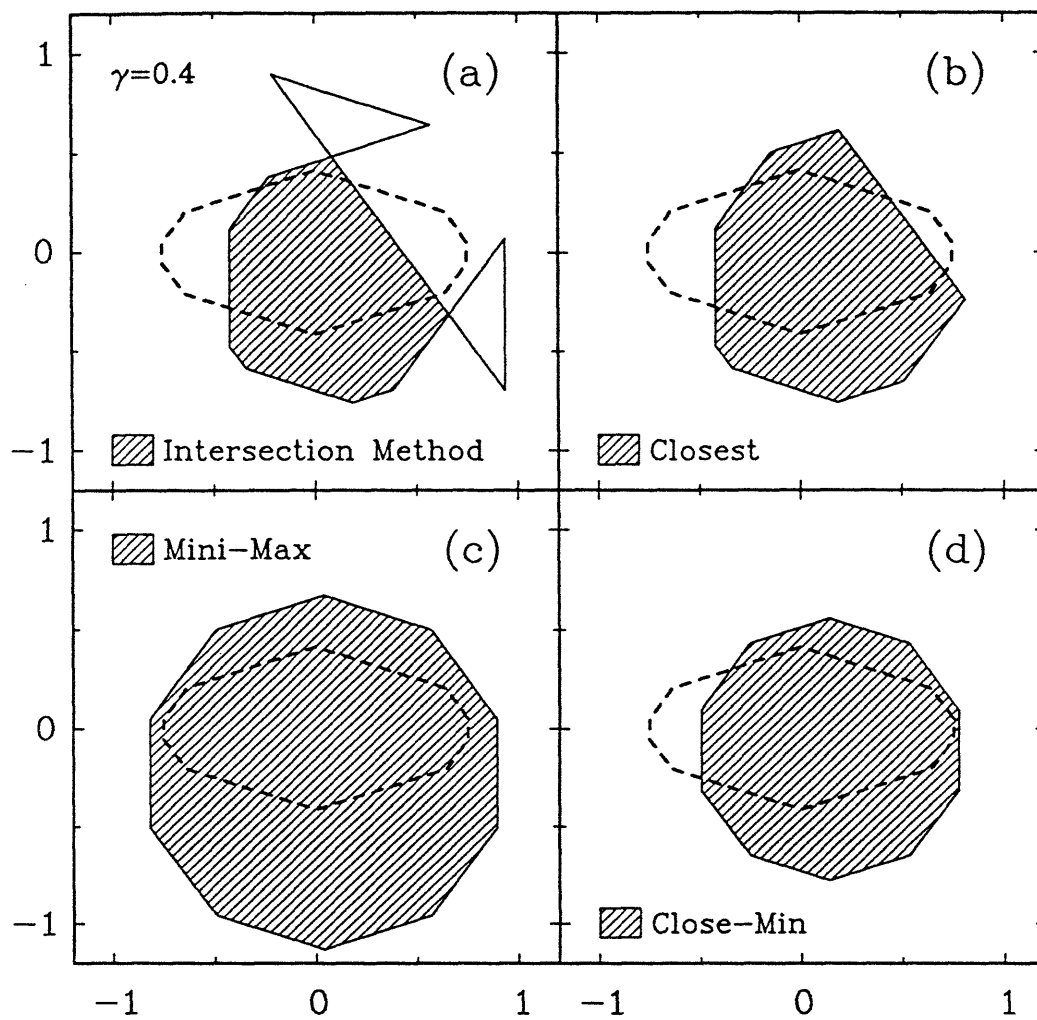 1
0
−1
γ=0.4
(a)
Intersection Method
(b)
Closest
1
0
−1
Mini−Max
(c)
(d)
Close−Min
−1
0
1
−1
0
1